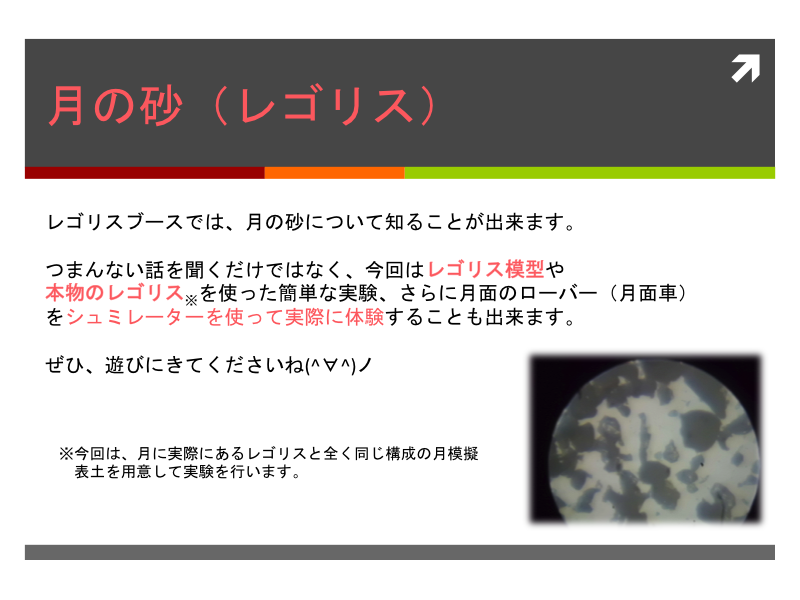 月の砂（レゴリス）
レゴリスブースでは、月の砂について知ることが出来ます。
つまんない話を聞くだけではなく、今回はレゴリス模型や
本物のレゴリス※を使った簡単な実験、さらに月面のローバー（月面車）
をシュミレーターを使って実際に体験することも出来ます。
ぜひ、遊びにきてくださいね(^∀^)ノ
※今回は、月に実際にあるレゴリスと全く同じ構成の月模擬
表土を用意して実験を行います。